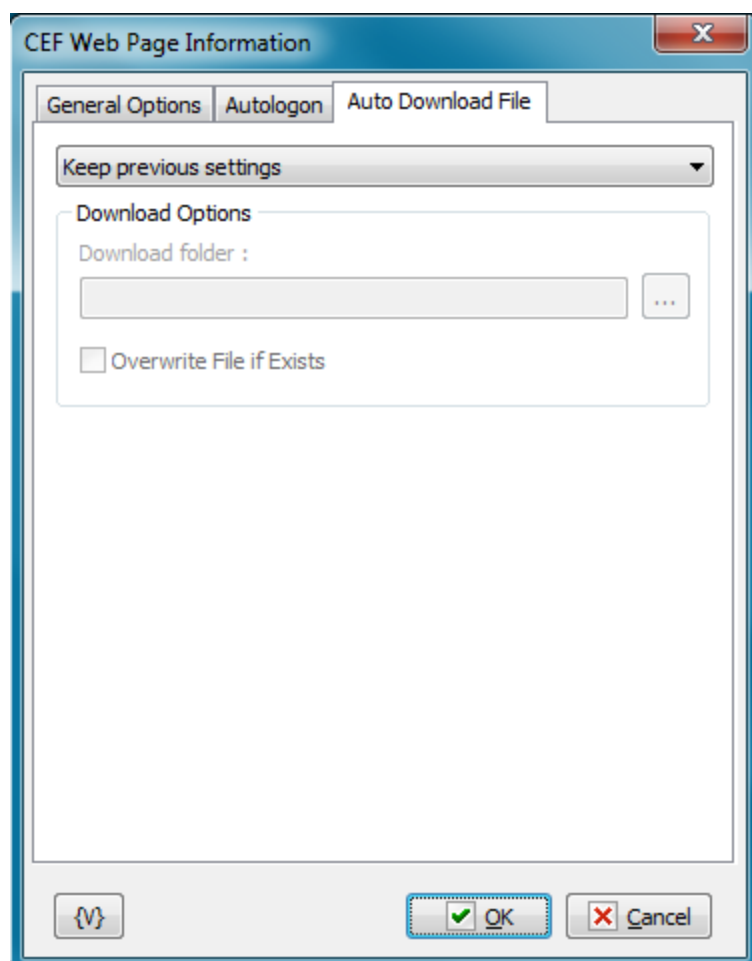 CEF Web Page Information
x
General Options Autologon Auto Download File
Keep previous settings
Download Options
Download folder :
...
Overwrite File if Exists
{V} OK Cancel